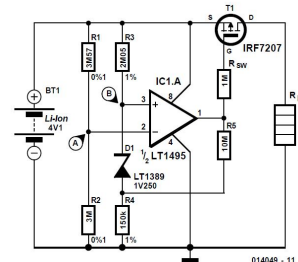 T1
S
D
G
IRF7207
R1
3M57
0%1
R3
2M05
1%
IC1.A
R SW
1M
R
BT1
Li-Ion
4V1
B
A
3
8
+
2
4
1
R5
10M
D1
½ LT1495
LT1389
1V250
R2
3M
0%1
R4
150k
1%
014049 - 11